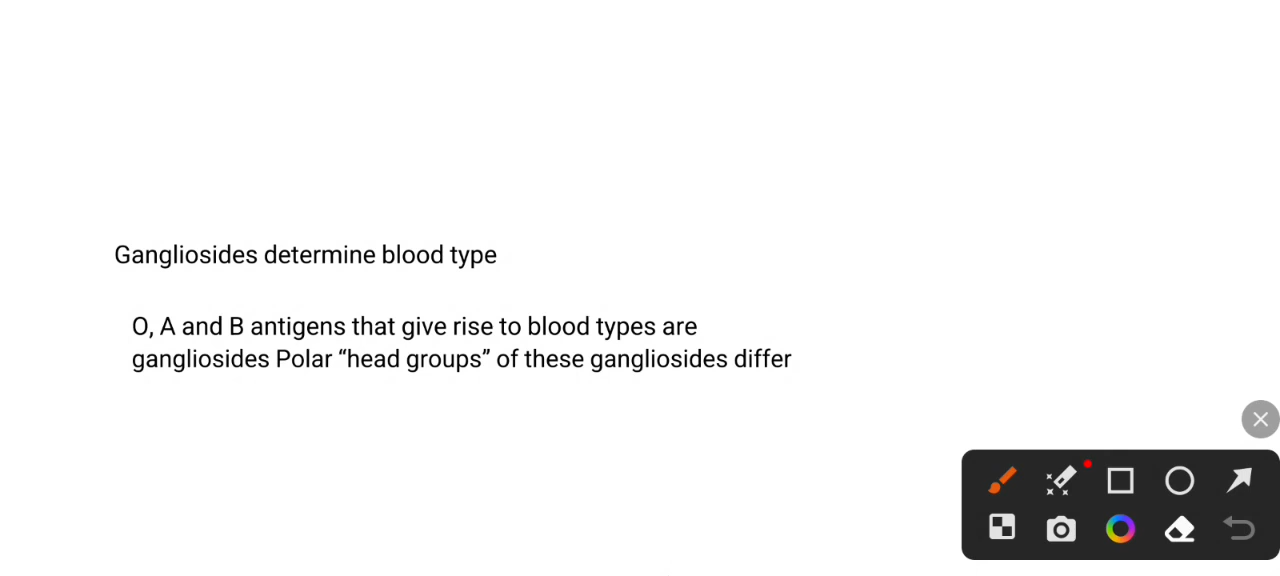 Gangliosides determine blood type
O, A and B antigens that give rise to blood types are
gangliosides Polar “head groups” of these gangliosides differ